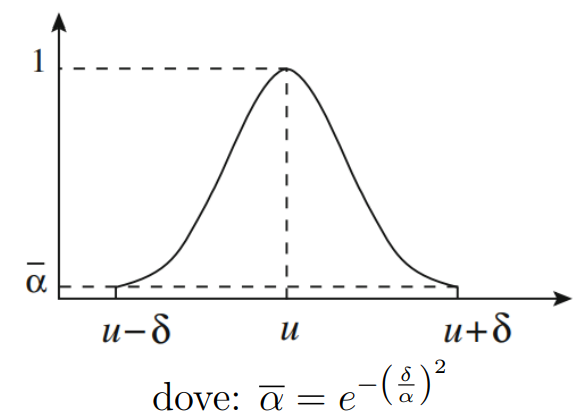 1
α̅
u−δ
u
u+δ
dove: α̅ = e^{−(δ/α)^2}